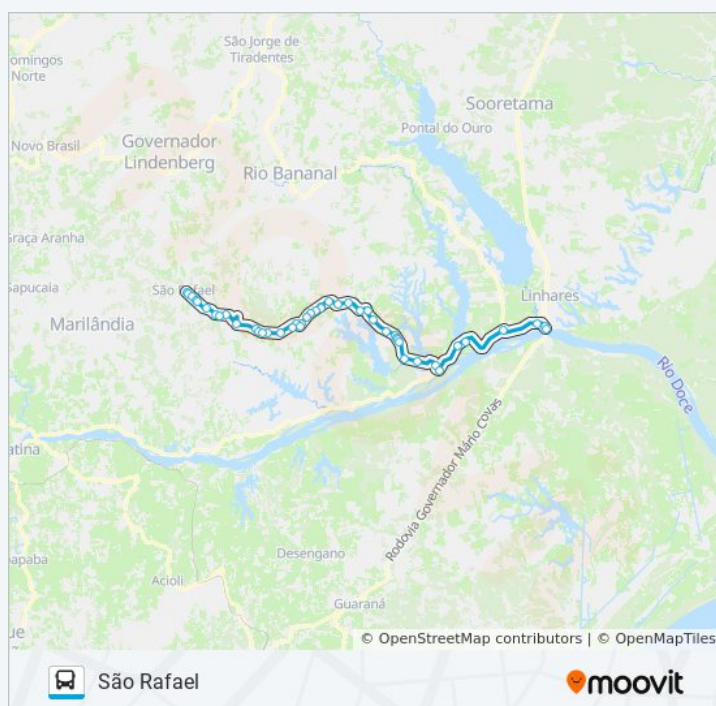 São Jorge de
Tiradentes
Domingos
Norte
Sooretama
Pontal do Ouro
Novo Brasil
Governador
Lindenberg
Rio Bananal
Graça Aranha
Sapucaia
São Rafael
Linhares
Marilândia
Rio Doce
atina
Rodovia Governador Mário Covas
Desengano
apaba
Acioli
Guaraná
ue
© OpenStreetMap contributors | © OpenMapTiles
São Rafael
moovit